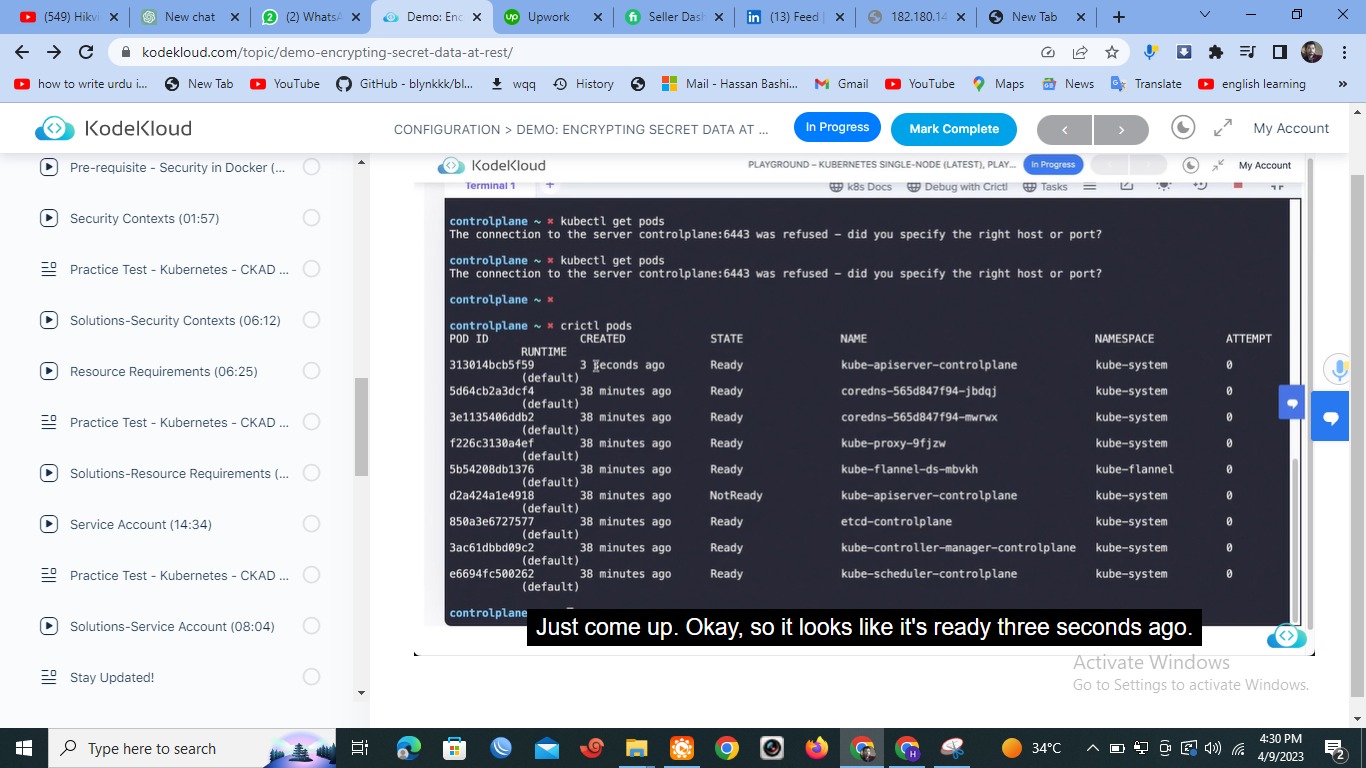 (549) Hikvi
New chat
(2) WhatsA
Demo: Enc
Upwork
Seller Dash
(13) Feed |
182.180.14
New Tab
kodekloud.com/topic/demo-encrypting-secret-data-at-rest/
how to write urdu i...
New Tab
YouTube
GitHub - blynkkk/bl...
wqq
History
Mail - Hassan Bashi...
Gmail
YouTube
Maps
News
Translate
english learning
»
KodeKloud
CONFIGURATION > DEMO: ENCRYPTING SECRET DATA AT ...
In Progress
Mark Complete
<
>
My Account
Pre-requisite - Security in Docker (...
Security Contexts (01:57)
Practice Test - Kubernetes - CKAD ...
Solutions-Security Contexts (06:12)
Resource Requirements (06:25)
Practice Test - Kubernetes - CKAD ...
Solutions-Resource Requirements (...
Service Account (14:34)
Practice Test - Kubernetes - CKAD ...
Solutions-Service Account (08:04)
Stay Updated!
KodeKloud
PLAYGROUND – KUBERNETES SINGLE-NODE (LATEST), PLAY...
In Progress
My Account
Terminal 1 +
k8s Docs
Debug with Crictl
Tasks
controlplane ~ ✖ kubectl get pods
The connection to the server controlplane:6443 was refused - did you specify the right host or port?
controlplane ~ ✖ kubectl get pods
The connection to the server controlplane:6443 was refused - did you specify the right host or port?
controlplane ~ ✖
controlplane ~ ✖ crictl pods
POD ID CREATED STATE NAME NAMESPACE ATTEMPT
RUNTIME
313014bcb5f59 3 seconds ago Ready kube-apiserver-controlplane kube-system 0
(default)
5d64cb2a3dcf4 38 minutes ago Ready coredns-565d847f94-jbdqj kube-system 0
(default)
3e1135406ddb2 38 minutes ago Ready coredns-565d847f94-mwrwx kube-system 0
(default)
f226c3130a4ef 38 minutes ago Ready kube-proxy-9fjzw kube-system 0
(default)
5b54208db1376 38 minutes ago Ready kube-flannel-ds-mbvkh kube-flannel 0
(default)
d2a424a1e4918 38 minutes ago NotReady kube-apiserver-controlplane kube-system 0
(default)
850a3e6727577 38 minutes ago Ready etcd-controlplane kube-system 0
(default)
3ac61dbbd09c2 38 minutes ago Ready kube-controller-manager-controlplane kube-system 0
(default)
e6694fc500262 38 minutes ago Ready kube-scheduler-controlplane kube-system 0
(default)
controlplane
Just come up. Okay, so it looks like it's ready three seconds ago.
Activate Windows
Go to Settings to activate Windows.
Type here to search
34°C
4:30 PM
4/9/2023
2